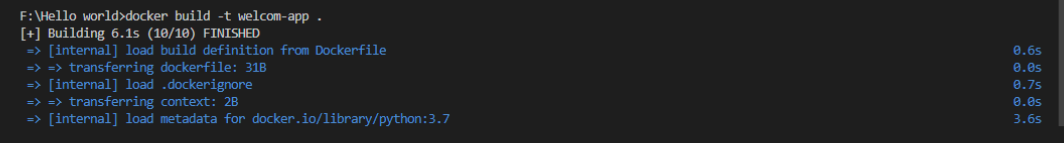 F:\Hello world>docker build -t welcom-app .
[+] Building 6.1s (10/10) FINISHED
=> [internal] load build definition from Dockerfile 0.6s
=> => transferring dockerfile: 31B 0.0s
=> [internal] load .dockerignore 0.7s
=> => transferring context: 2B 0.0s
=> [internal] load metadata for docker.io/library/python:3.7 3.6s